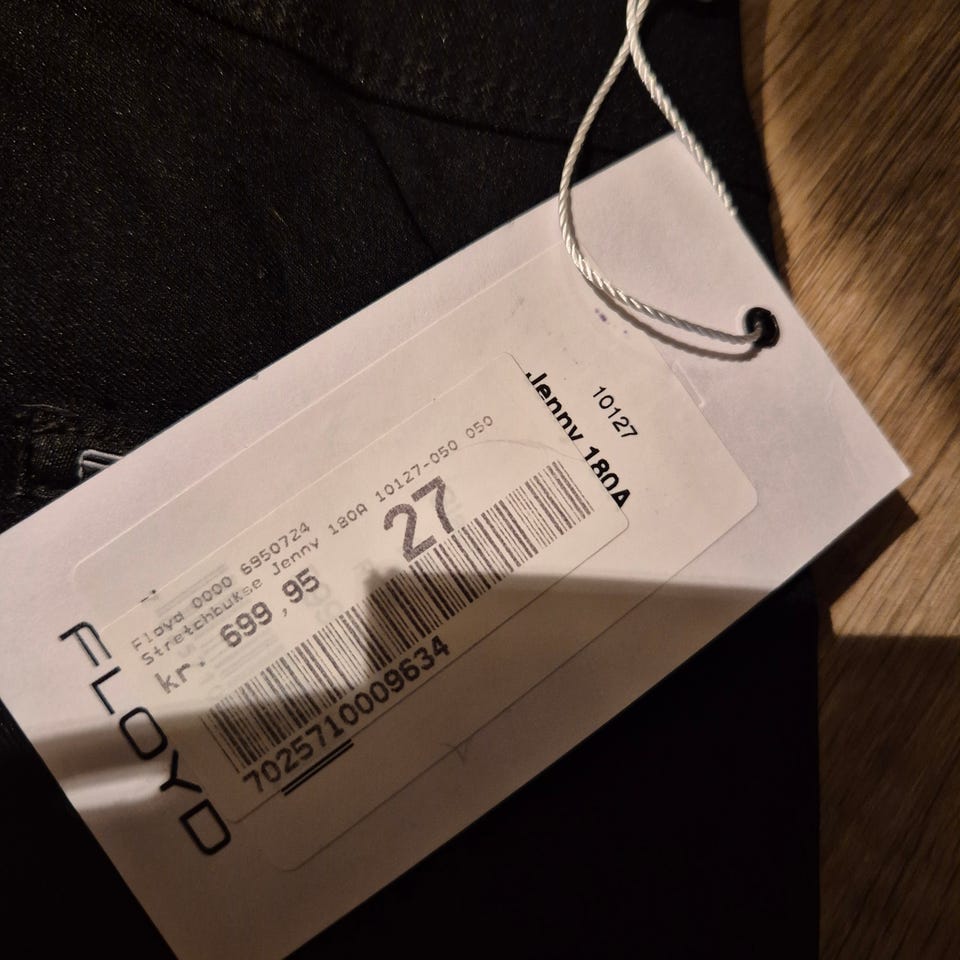 10127
Jenny 180A
Floyd 0000 6950724
Stretchbukse Jenny 180A 10127-050 050
kr. 699,95
27
7025710009634
FLOYD